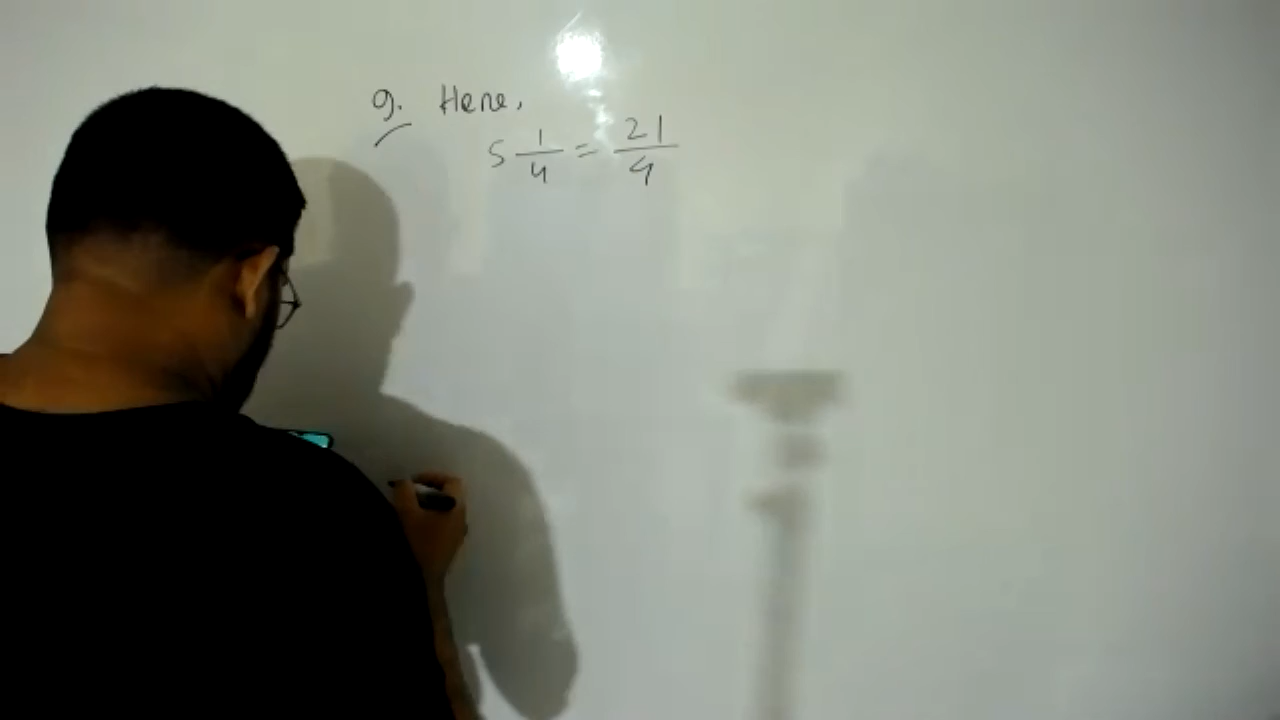 9. Here,
5 1/4 = 21/4